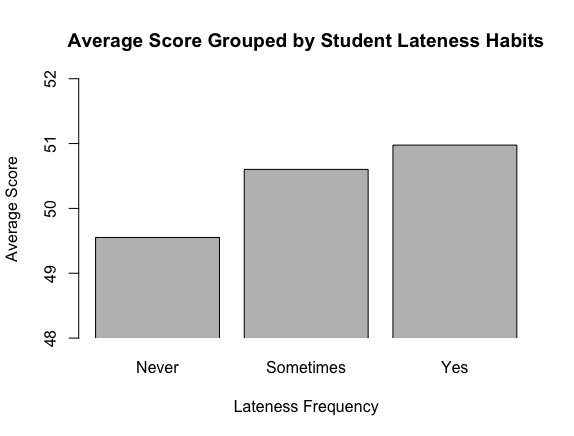 Average Score Grouped by Student Lateness Habits
52
51
50
49
48
Average Score
Never Sometimes Yes
Lateness Frequency